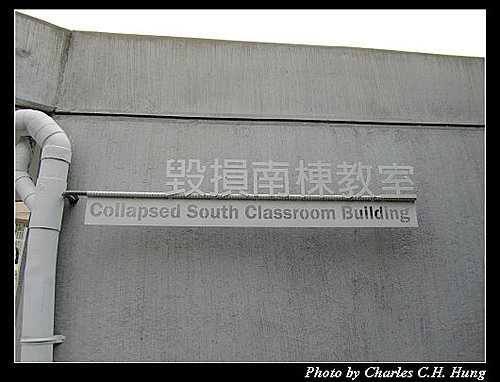 毀損南棟教室
Collapsed South Classroom Building
Photo by Charles C.H. Hung